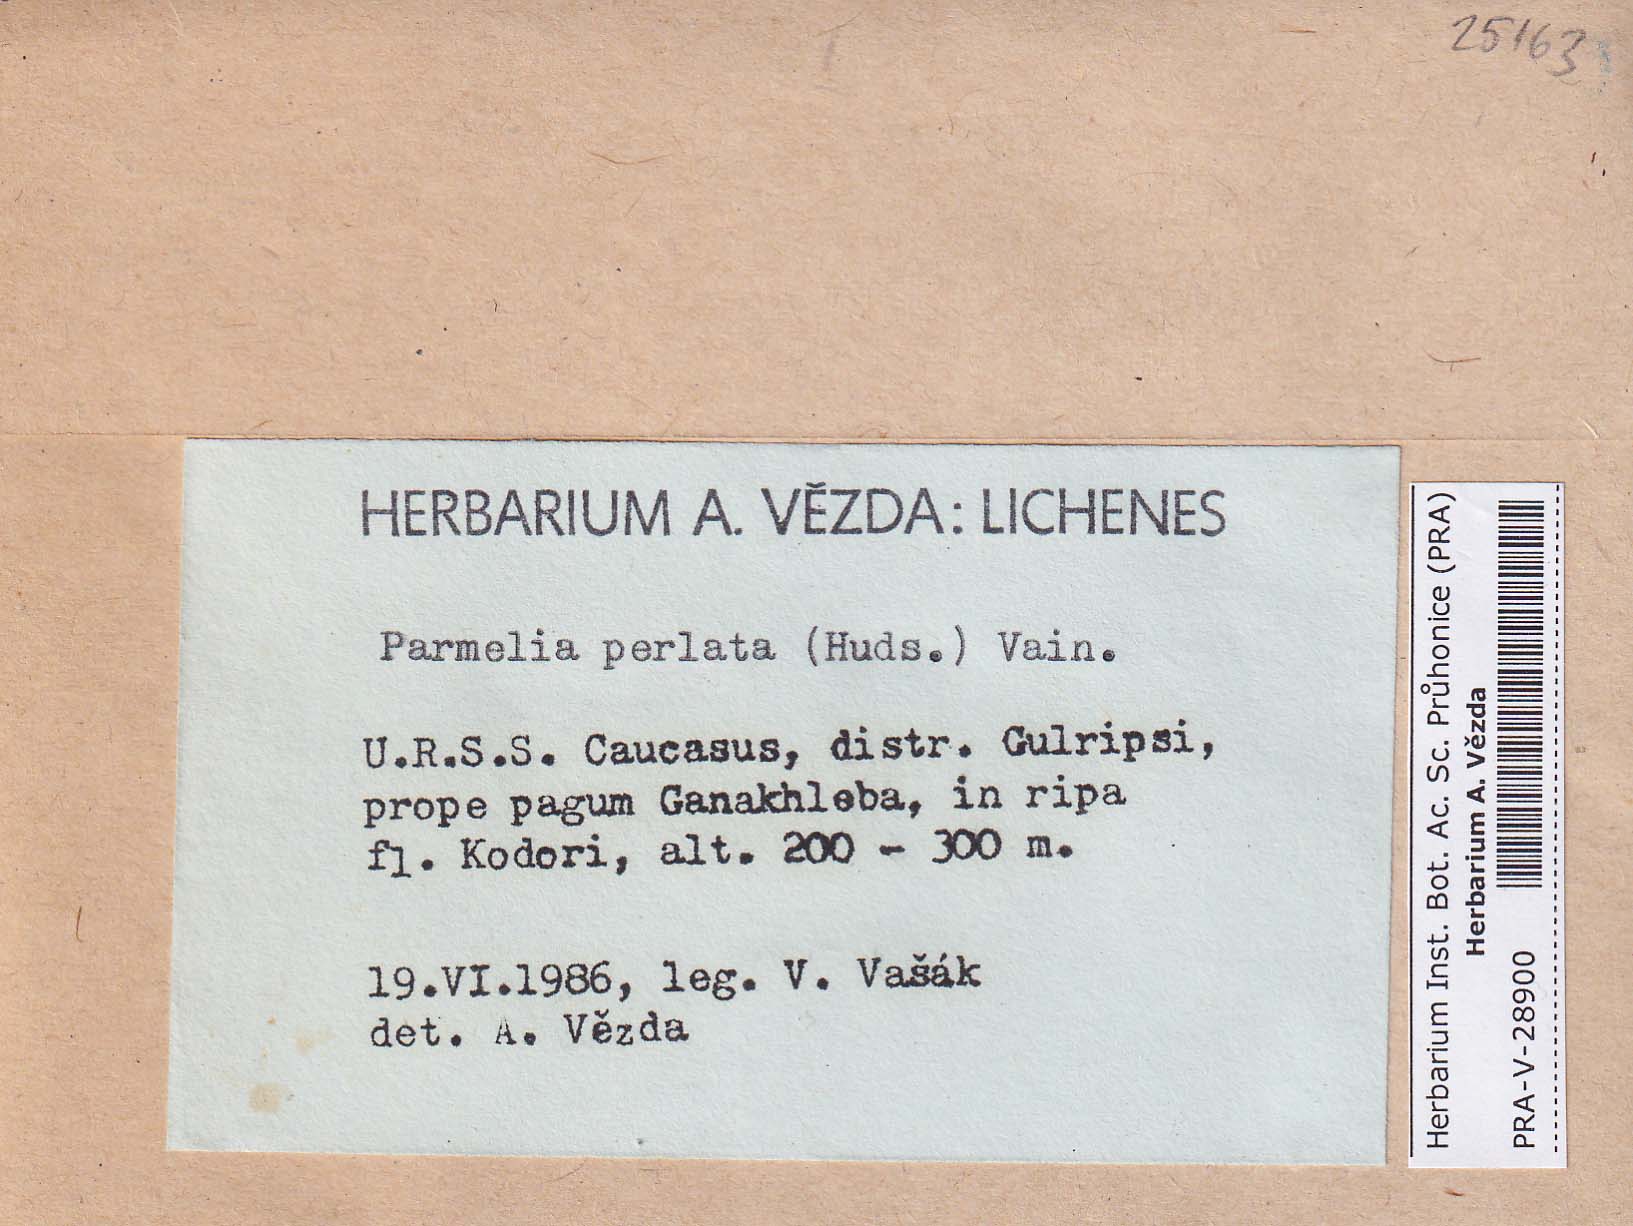 25163
HERBARIUM A. VĚZDA: LICHENES
Parmelia perlata (Huds.) Vain.
U.R.S.S. Caucasus, distr. Gulripsi,
prope pagum Ganakhleba, in ripa
fl. Kodori, alt. 200 - 300 m.
19.VI.1986, leg. V. Vašák
det. A. Vězda
Herbarium Inst. Bot. Ac. Sc. Průhonice (PRA)
Herbarium A. Vězda
PRA-V-28900